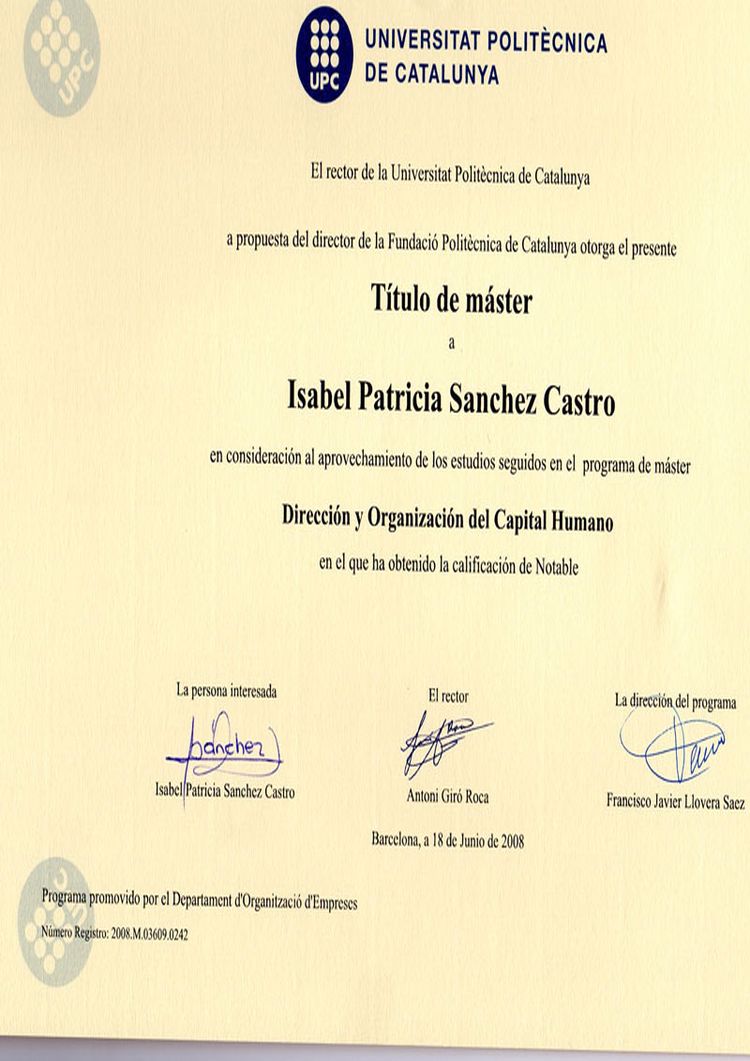 UPC
UPC
UNIVERSITAT POLITÈCNICA
DE CATALUNYA
El rector de la Universitat Politècnica de Catalunya
a propuesta del director de la Fundació Politècnica de Catalunya otorga el presente
Título de máster
a
Isabel Patricia Sanchez Castro
en consideración al aprovechamiento de los estudios seguidos en el programa de máster
Dirección y Organización del Capital Humano
en el que ha obtenido la calificación de Notable
La persona interesada
El rector
La dirección del programa
Sánchez
Isabel Patricia Sanchez Castro
Antoni Giró Roca
Francisco Javier Llovera Saez
Barcelona, a 18 de Junio de 2008
Programa promovido por el Departament d'Organització d'Empreses
Número Registro: 2008.M.03609.0242